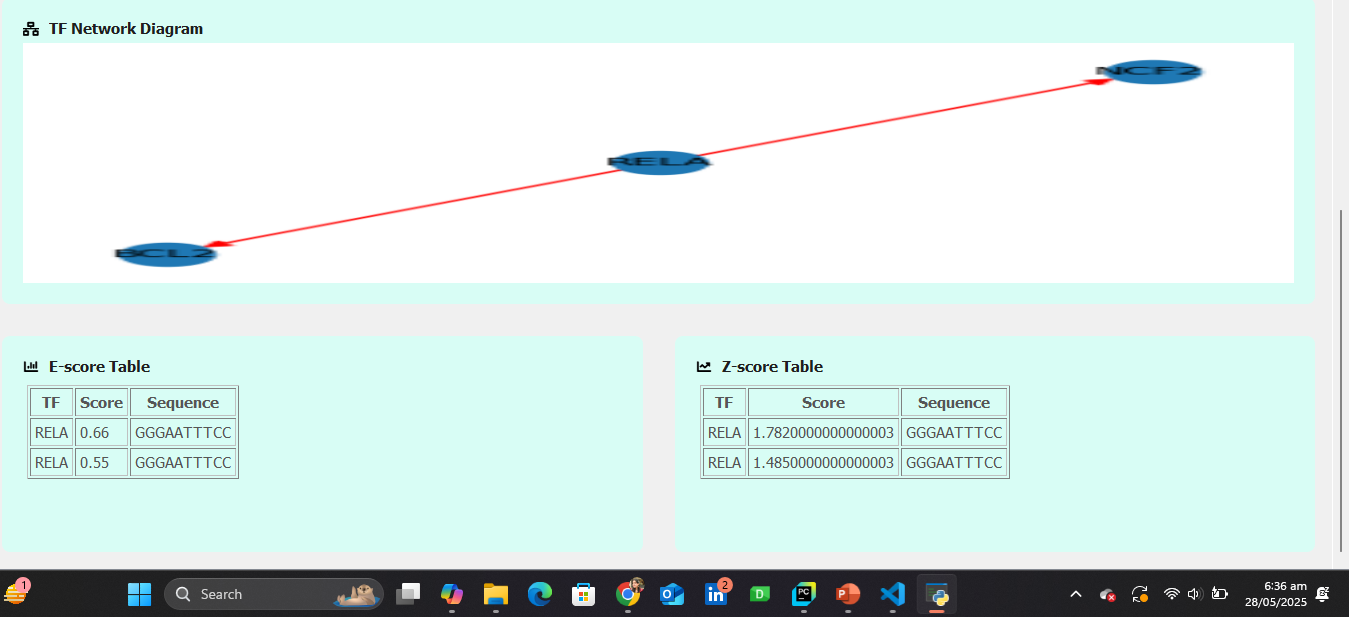 TF Network Diagram
NCF2
RELA
BCL2
E-score Table
TF Score Sequence
RELA 0.66 GGGAATTTCC
RELA 0.55 GGGAATTTCC
Z-score Table
TF Score Sequence
RELA 1.7820000000000003 GGGAATTTCC
RELA 1.4850000000000003 GGGAATTTCC
1
Search
2
D
PC
P
6:36 am
28/05/2025